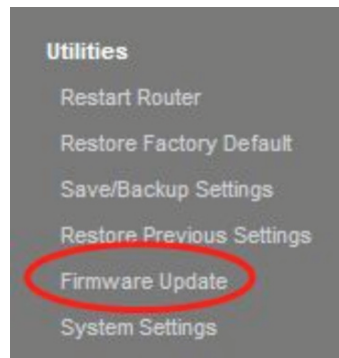 Utilities
Restart Router
Restore Factory Default
Save/Backup Settings
Restore Previous Settings
Firmware Update
System Settings